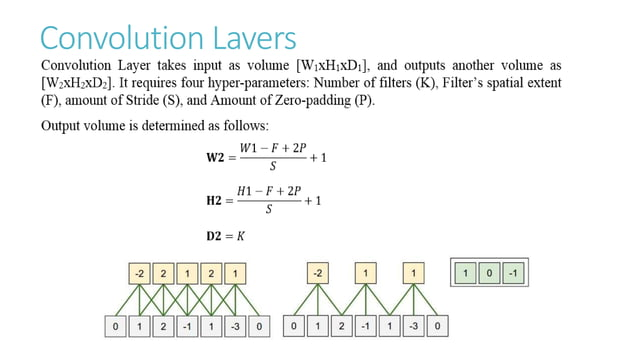 Convolution Layers
Convolution Layer takes input as volume [W₁xH₁xD₁], and outputs another volume as
[W₂xH₂xD₂]. It requires four hyper-parameters: Number of filters (K), Filter's spatial extent
(F), amount of Stride (S), and Amount of Zero-padding (P).
Output volume is determined as follows:
W2 = (W1 − F + 2P)/S + 1
H2 = (H1 − F + 2P)/S + 1
D2 = K
-2 2 1 2 1 -2 1 1 1 0 -1
0 1 2 -1 1 -3 0 0 1 2 -1 1 -3 0